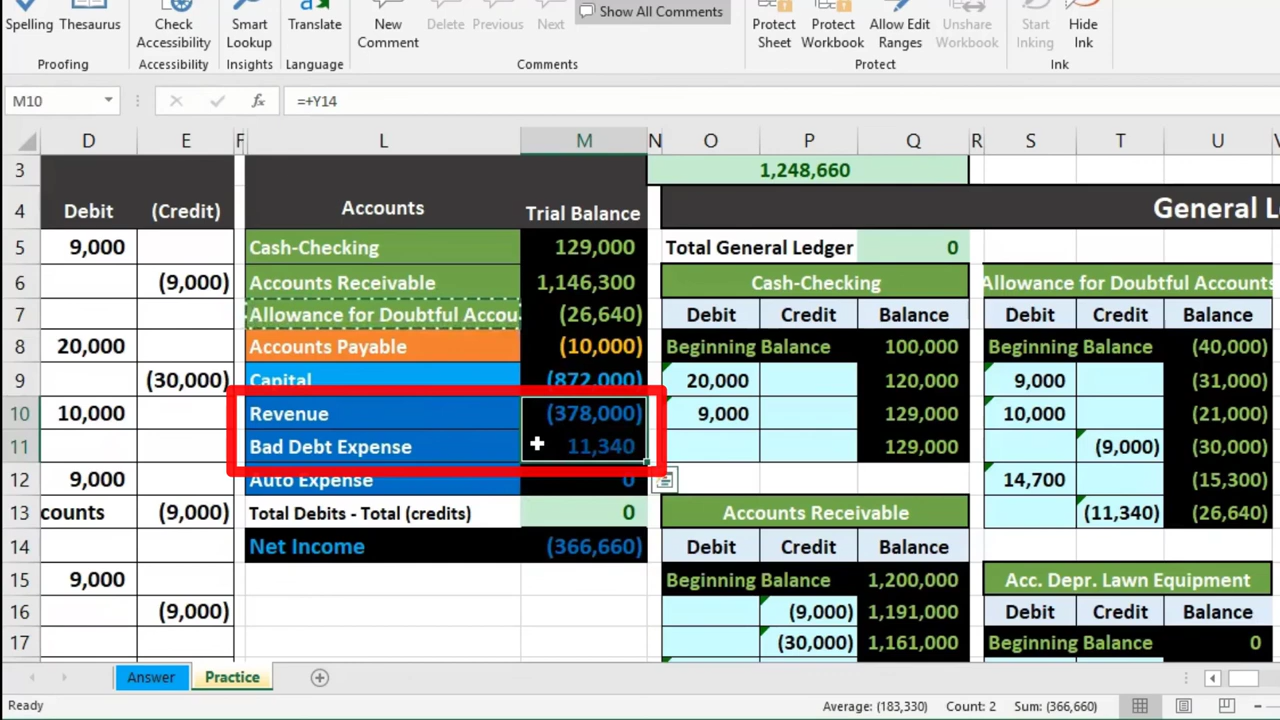 Spelling Thesaurus Check Accessibility Smart Lookup Translate New Comment Delete Previous Next Show All Comments Protect Sheet Protect Workbook Allow Edit Ranges Unshare Workbook Start Inking Hide Ink
Proofing Accessibility Insights Language Comments Protect Ink
M10 fx =+Y14
D E F L M N O P Q R S T U
3 1,248,660
4 Debit (Credit) Accounts Trial Balance General L
5 9,000 Cash-Checking 129,000 Total General Ledger 0
6 (9,000) Accounts Receivable 1,146,300 Cash-Checking Allowance for Doubtful Accounts
7 Allowance for Doubtful Accou (26,640) Debit Credit Balance Debit Credit Balance
8 20,000 Accounts Payable (10,000) Beginning Balance 100,000 Beginning Balance (40,000)
9 (30,000) Capital (872,000) 20,000 120,000 9,000 (31,000)
10 10,000 Revenue (378,000) 9,000 129,000 10,000 (21,000)
11 Bad Debt Expense 11,340 129,000 (9,000) (30,000)
12 9,000 Auto Expense 0 14,700 (15,300)
13 counts (9,000) Total Debits - Total (credits) 0 Accounts Receivable (11,340) (26,640)
14 Net Income (366,660) Debit Credit Balance
15 9,000 Beginning Balance 1,200,000 Acc. Depr. Lawn Equipment
16 (9,000) (9,000) 1,191,000 Debit Credit Balance
17 (30,000) 1,161,000 Beginning Balance 0
Answer Practice
Ready Average: (183,330) Count: 2 Sum: (366,660)